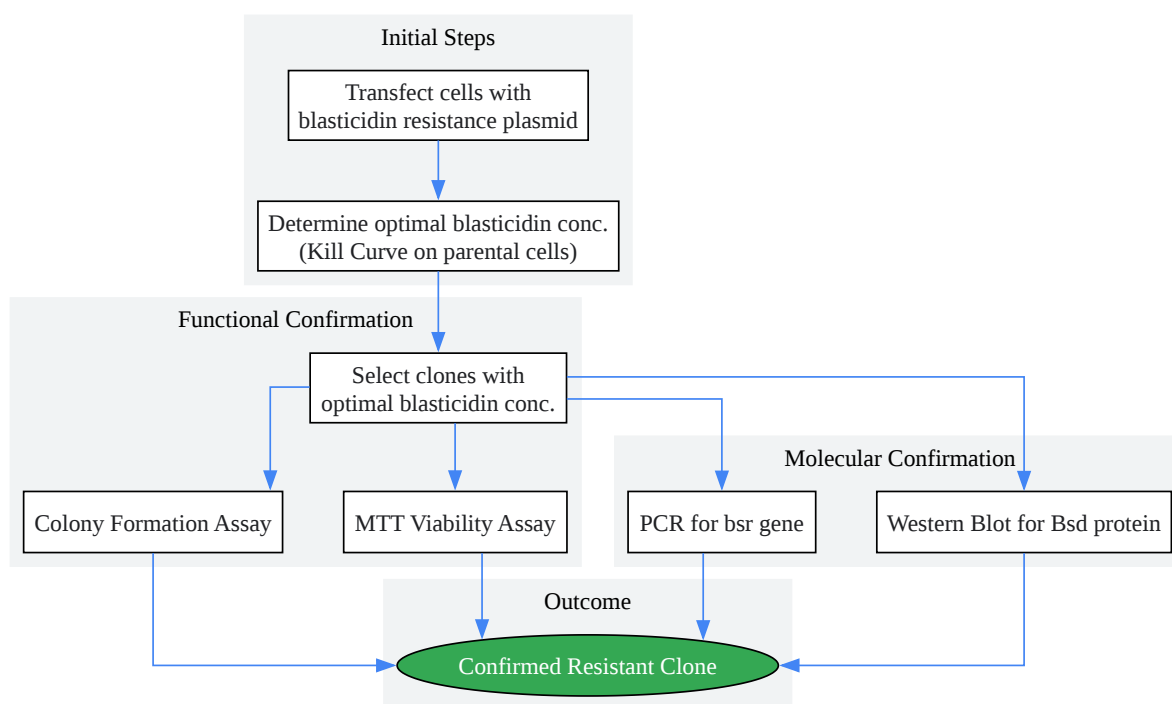 Initial Steps
Transfect cells with
blasticidin resistance plasmid
Determine optimal blasticidin conc.
(Kill Curve on parental cells)
Functional Confirmation
Select clones with
optimal blasticidin conc.
Molecular Confirmation
Colony Formation Assay
MTT Viability Assay
PCR for bsr gene
Western Blot for Bsd protein
Outcome
Confirmed Resistant Clone